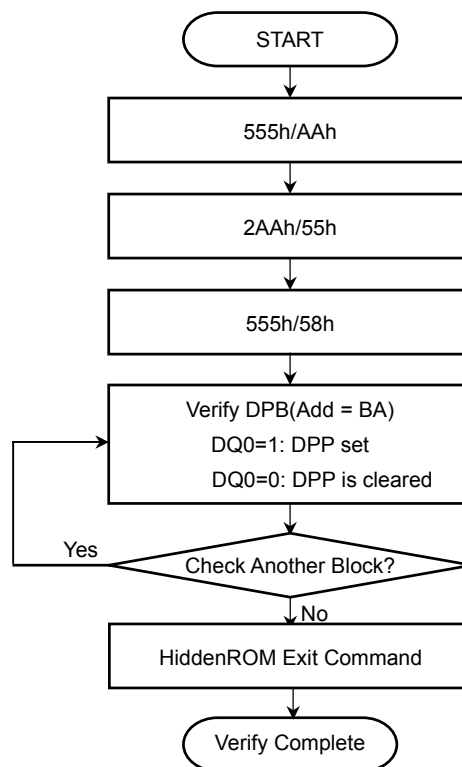 START
555h/AAh
2AAh/55h
555h/58h
Verify DPB(Add = BA)
DQ0=1: DPP set
DQ0=0: DPP is cleared
Yes
Check Another Block?
No
HiddenROM Exit Command
Verify Complete